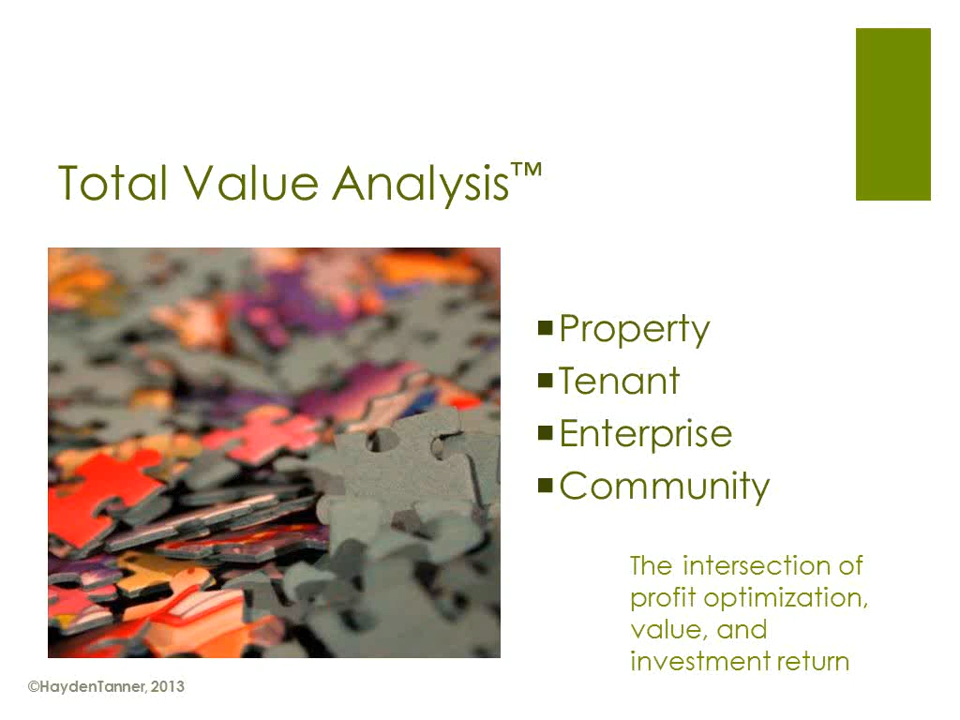 Total Value Analysis™
▪Property
▪Tenant
▪Enterprise
▪Community
The intersection of
profit optimization,
value, and
investment return
©HaydenTanner, 2013